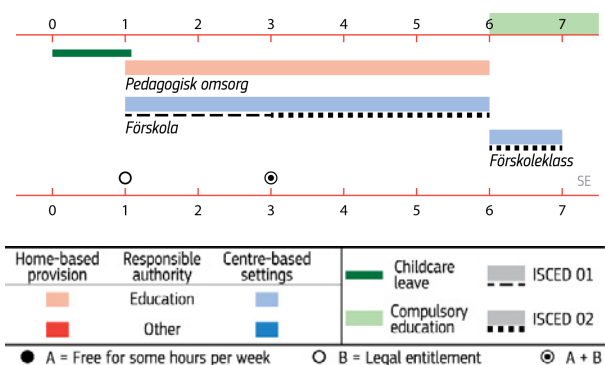 0 1 2 3 4 5 6 7
Pedagogisk omsorg
Förskola
Förskoleklass
SE
0 1 2 3 4 5 6 7
Home-based provision
Responsible authority
Centre-based settings
Education
Other
Childcare leave
Compulsory education
ISCED 01
ISCED 02
A = Free for some hours per week
B = Legal entitlement
A + B